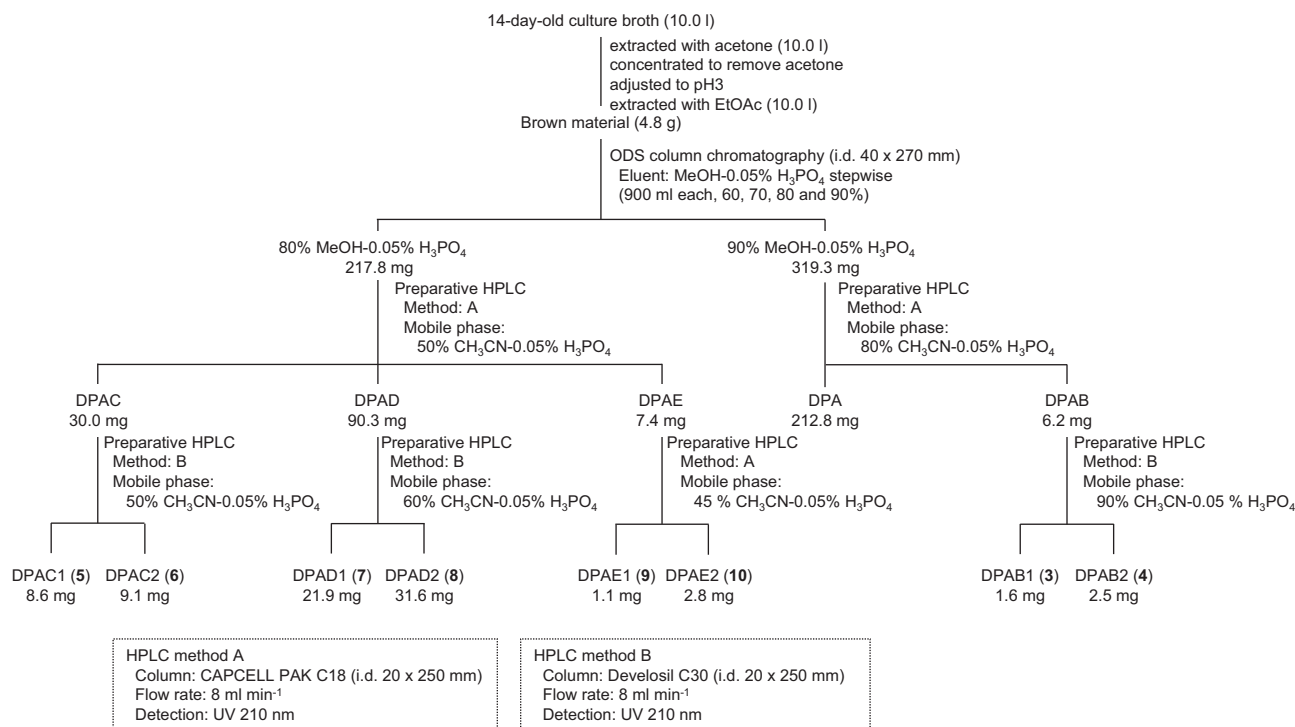 14-day-old culture broth (10.0 l)
extracted with acetone (10.0 l)
concentrated to remove acetone
adjusted to pH3
extracted with EtOAc (10.0 l)
Brown material (4.8 g)
ODS column chromatography (i.d. 40 x 270 mm)
Eluent: MeOH-0.05% H₃PO₄ stepwise
(900 ml each, 60, 70, 80 and 90%)
80% MeOH-0.05% H₃PO₄
217.8 mg
Preparative HPLC
Method: A
Mobile phase:
50% CH₃CN-0.05% H₃PO₄
90% MeOH-0.05% H₃PO₄
319.3 mg
Preparative HPLC
Method: A
Mobile phase:
80% CH₃CN-0.05% H₃PO₄
DPAC
30.0 mg
Preparative HPLC
Method: B
Mobile phase:
50% CH₃CN-0.05% H₃PO₄
DPAD
90.3 mg
Preparative HPLC
Method: B
Mobile phase:
60% CH₃CN-0.05% H₃PO₄
DPAE
7.4 mg
Preparative HPLC
Method: A
Mobile phase:
45 % CH₃CN-0.05% H₃PO₄
DPA
212.8 mg
DPAB
6.2 mg
Preparative HPLC
Method: B
Mobile phase:
90% CH₃CN-0.05 % H₃PO₄
DPAC1 (5)
8.6 mg
DPAC2 (6)
9.1 mg
DPAD1 (7)
21.9 mg
DPAD2 (8)
31.6 mg
DPAE1 (9)
1.1 mg
DPAE2 (10)
2.8 mg
DPAB1 (3)
1.6 mg
DPAB2 (4)
2.5 mg
HPLC method A
Column: CAPCELL PAK C18 (i.d. 20 x 250 mm)
Flow rate: 8 ml min⁻¹
Detection: UV 210 nm
HPLC method B
Column: Develosil C30 (i.d. 20 x 250 mm)
Flow rate: 8 ml min⁻¹
Detection: UV 210 nm